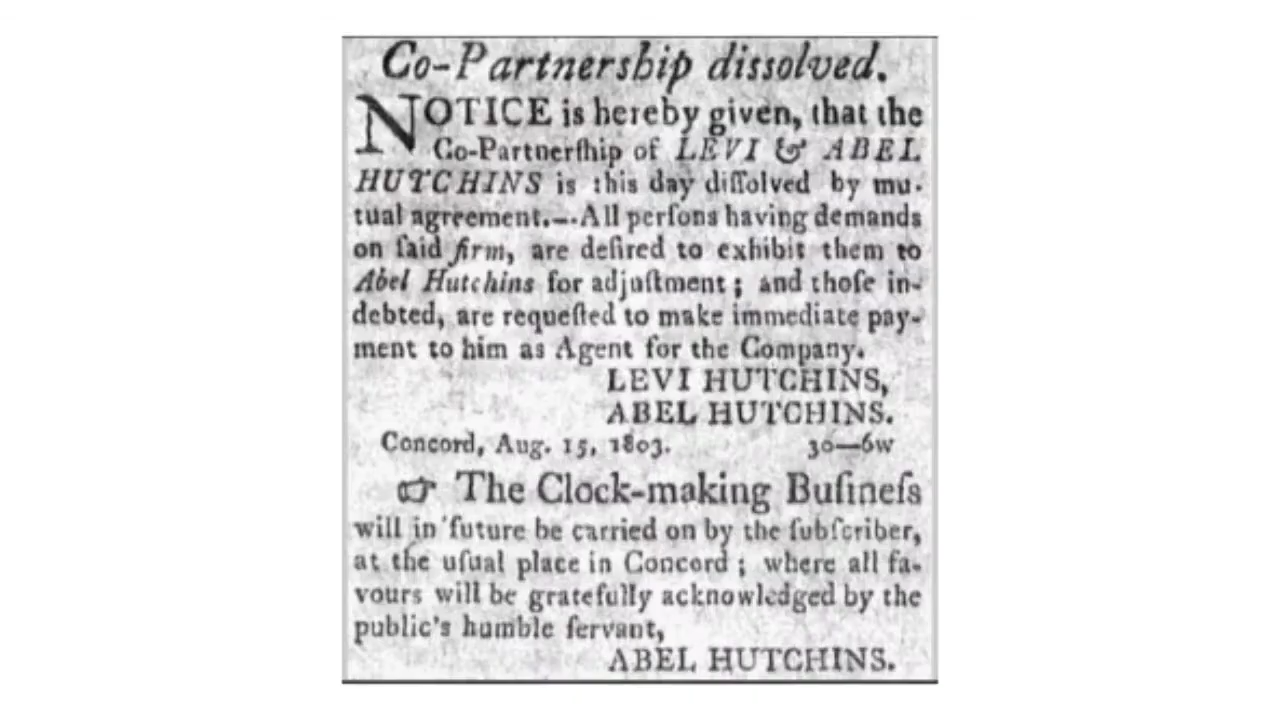 Co-Partnership dissolved.
NOTICE is hereby given, that the
Co-Partnerſhip of LEVI & ABEL
HUTCHINS is this day diſſolved by mu-
tual agreement.—All perſons having demands
on ſaid firm, are deſired to exhibit them to
Abel Hutchins for adjuſtment; and thoſe in-
debted, are requeſted to make immediate pay-
ment to him as Agent for the Company.
LEVI HUTCHINS,
ABEL HUTCHINS.
Concord, Aug. 15, 1803. 30—6w
☞ The Clock-making Buſineſs
will in future be carried on by the ſubſcriber,
at the uſual place in Concord; where all fa-
vours will be gratefully acknowledged by the
public's humble ſervant,
ABEL HUTCHINS.